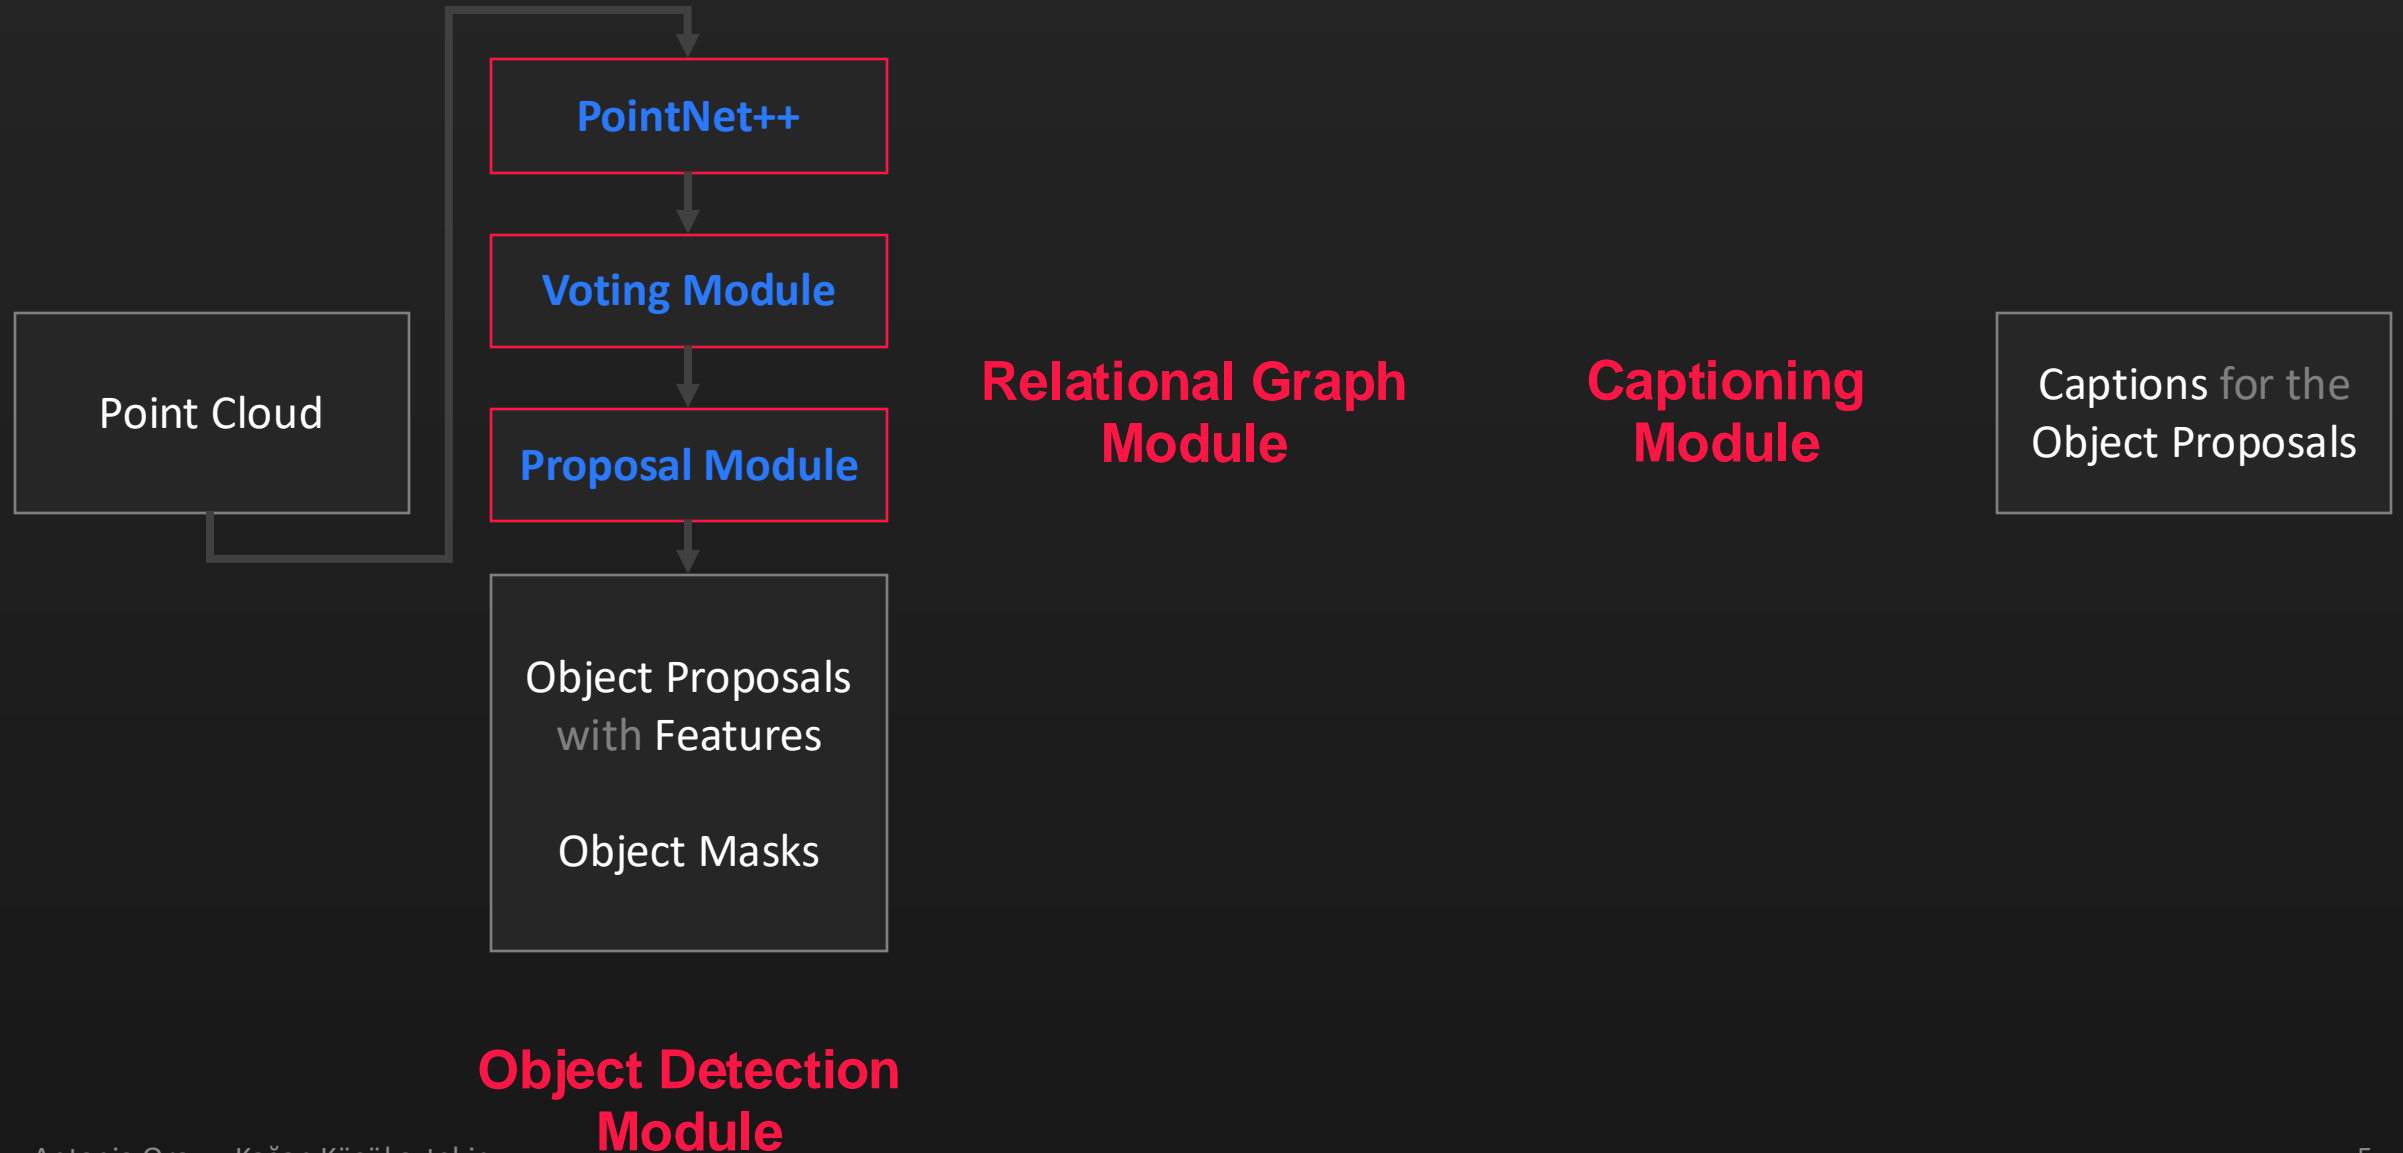 PointNet++
Voting Module
Point Cloud
Proposal Module
Object Proposals
with Features
Object Masks
Object Detection
Module
Relational Graph
Module
Captioning
Module
Captions for the
Object Proposals